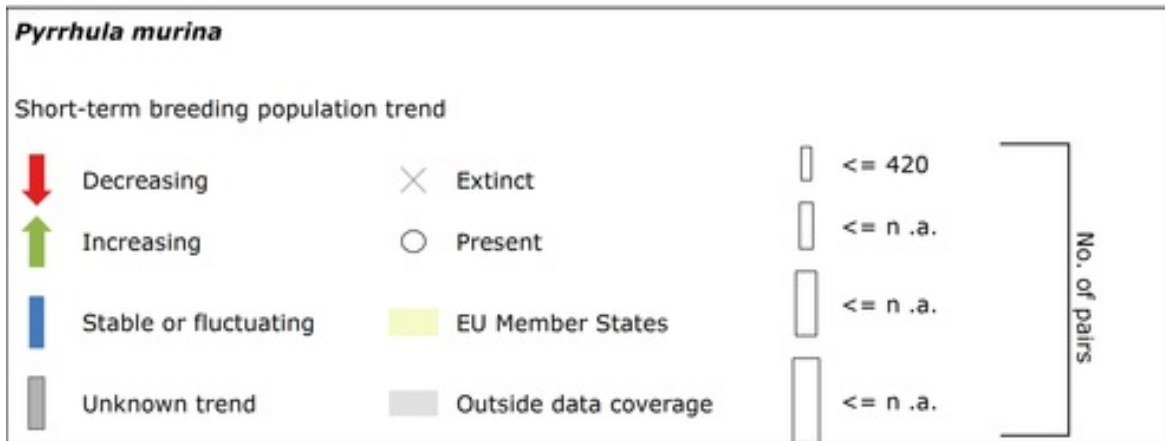 Pyrrhula murina
Short-term breeding population trend
Decreasing
Extinct
<= 420
Increasing
Present
<= n .a.
Stable or fluctuating
EU Member States
<= n .a.
Unknown trend
Outside data coverage
<= n .a.
No. of pairs